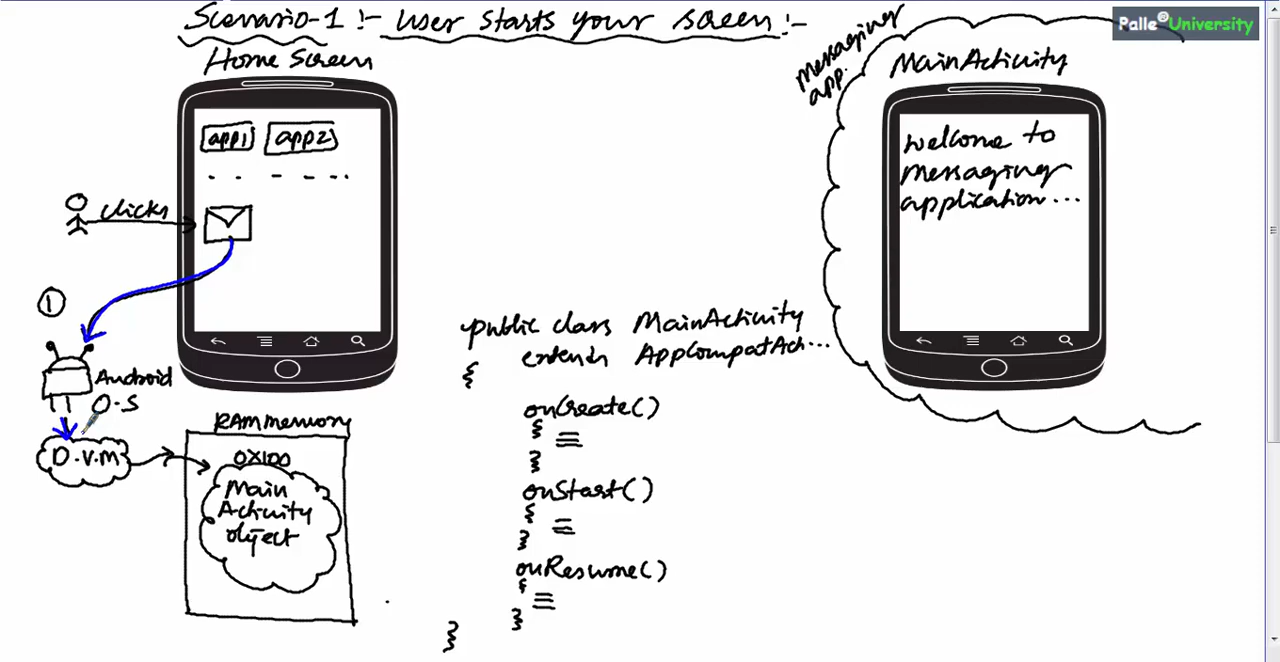 Scenario-1 :- User starts your screen :-
Home Screen
app1
app2
clicks
①
Android
O.S
D.V.M
RAM memory
0X100
Main
Activity
object
public class MainActivity
extends AppCompatAct...
{
onCreate()
{
}
onStart()
{
}
onResume()
{
}
}
Messaging
app.
MainActivity
welcome to
messaging
application...
Palle University